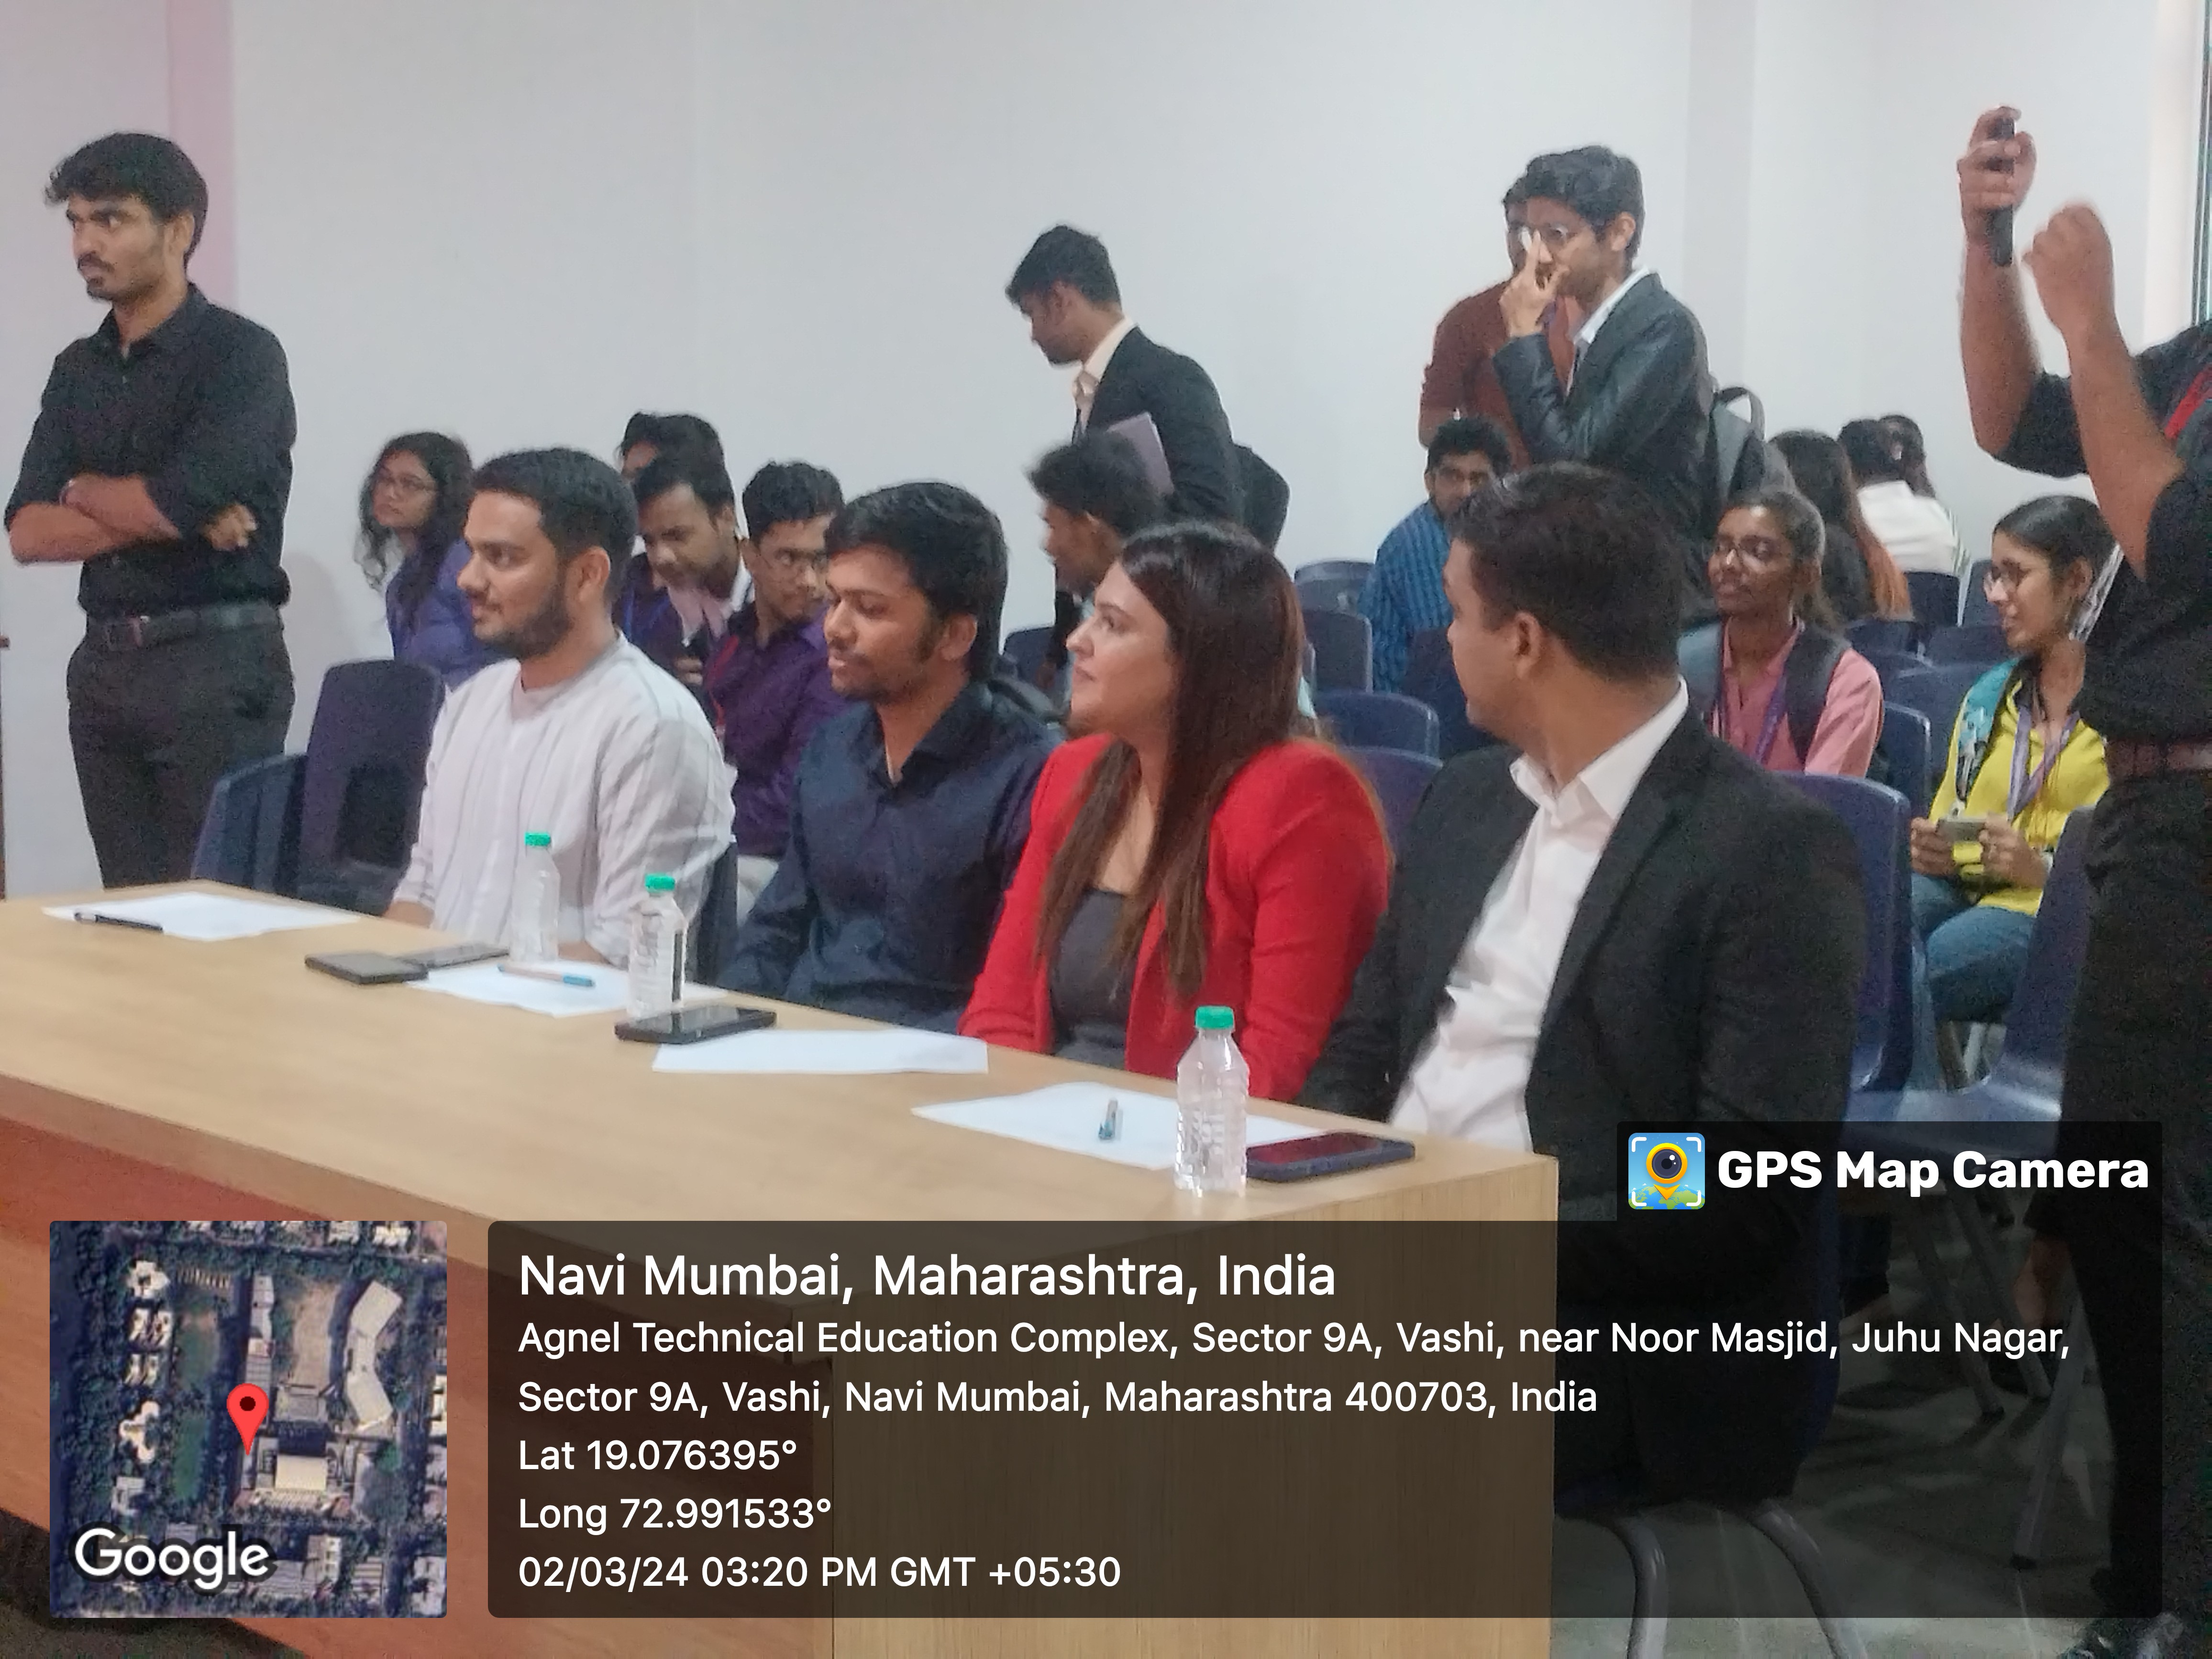 GPS Map Camera
Navi Mumbai, Maharashtra, India
Agnel Technical Education Complex, Sector 9A, Vashi, near Noor Masjid, Juhu Nagar,
Sector 9A, Vashi, Navi Mumbai, Maharashtra 400703, India
Lat 19.076395°
Long 72.991533°
02/03/24 03:20 PM GMT +05:30
Google